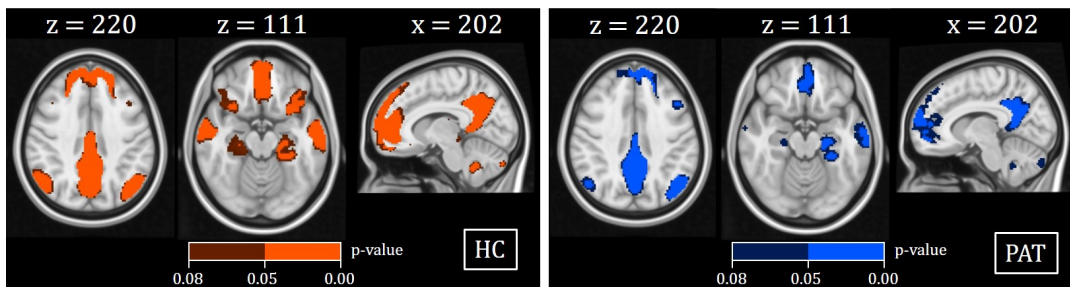 z = 220 z = 111 x = 202
p-value
0.08 0.05 0.00
HC
z = 220 z = 111 x = 202
p-value
0.08 0.05 0.00
PAT